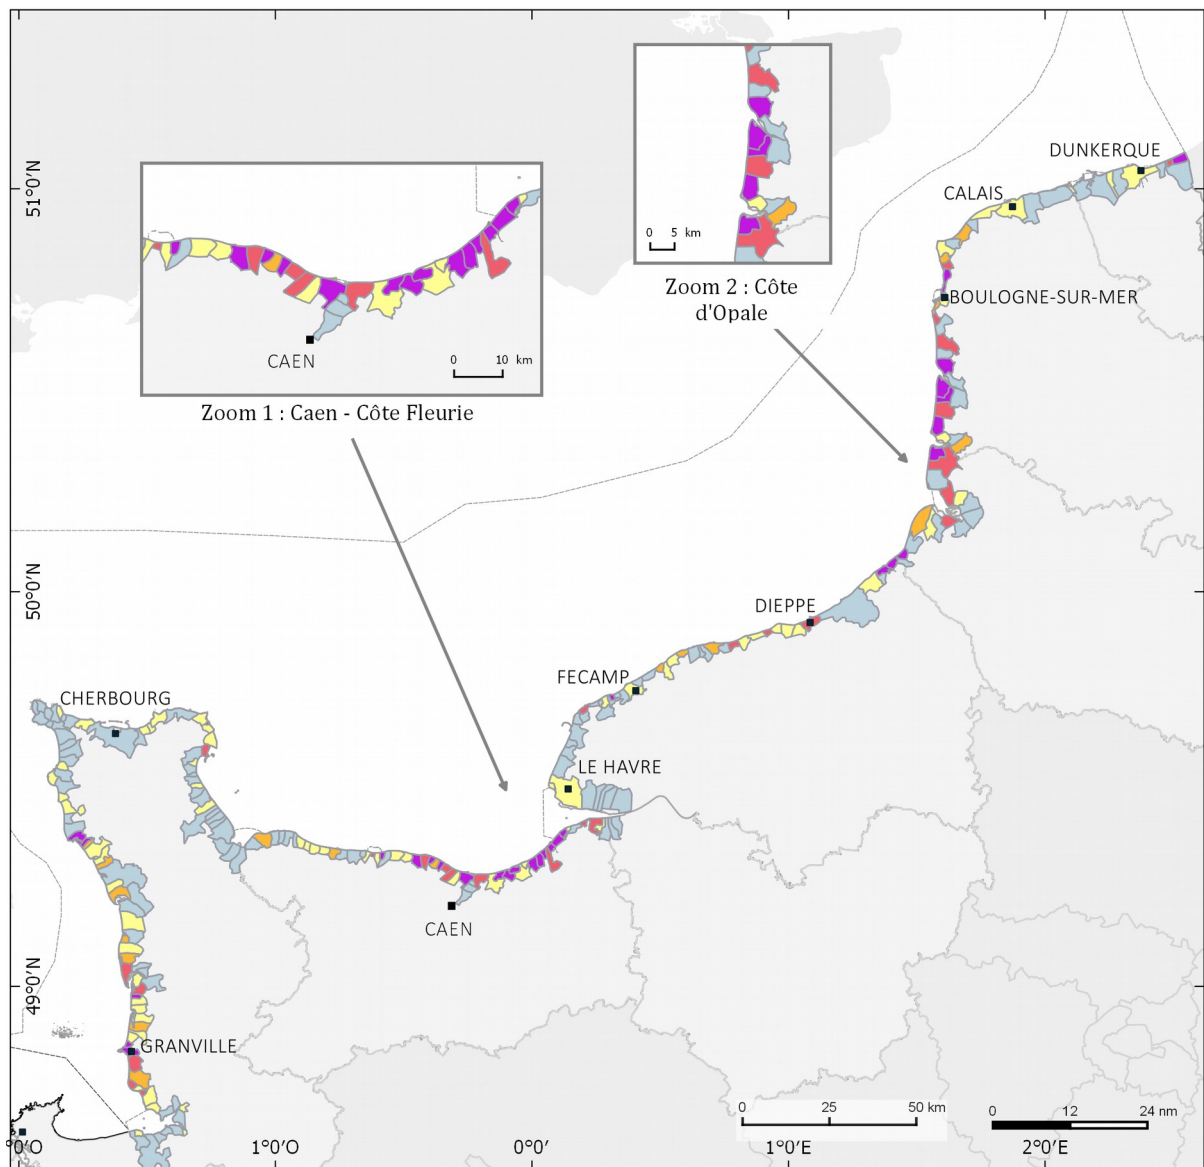 DUNKERQUE
51°0′N
CALAIS
0 5 km
Zoom 2 : Côte
d'Opale
BOULOGNE-SUR-MER
CAEN
0 10 km
Zoom 1 : Caen - Côte Fleurie
50°0′N
DIEPPE
FECAMP
CHERBOURG
LE HAVRE
CAEN
49°0′N
GRANVILLE
0 25 50 km
0 12 24 nm
°0′O 1°0′O 0°0′ 1°0′E 2°0′E